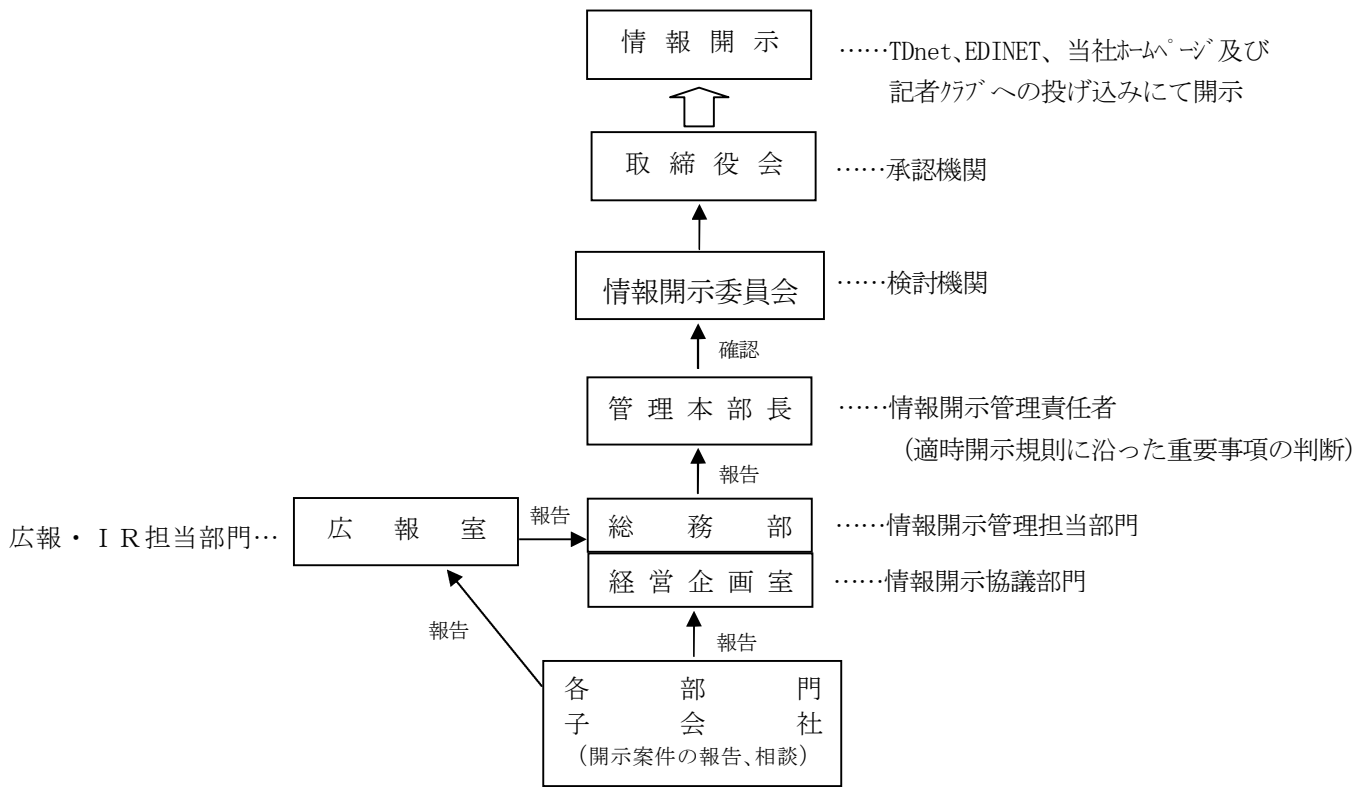 情報開示
……TDnet、EDINET、当社ホームページ及び
記者クラブへの投げ込みにて開示
取締役会
……承認機関
情報開示委員会
……検討機関
確認
管理本部長
……情報開示管理責任者
（適時開示規則に沿った重要事項の判断）
報告
広報・ＩＲ担当部門…
広報室
報告
総務部
……情報開示管理担当部門
経営企画室
……情報開示協議部門
報告
報告
各部門
子会社
（開示案件の報告、相談）